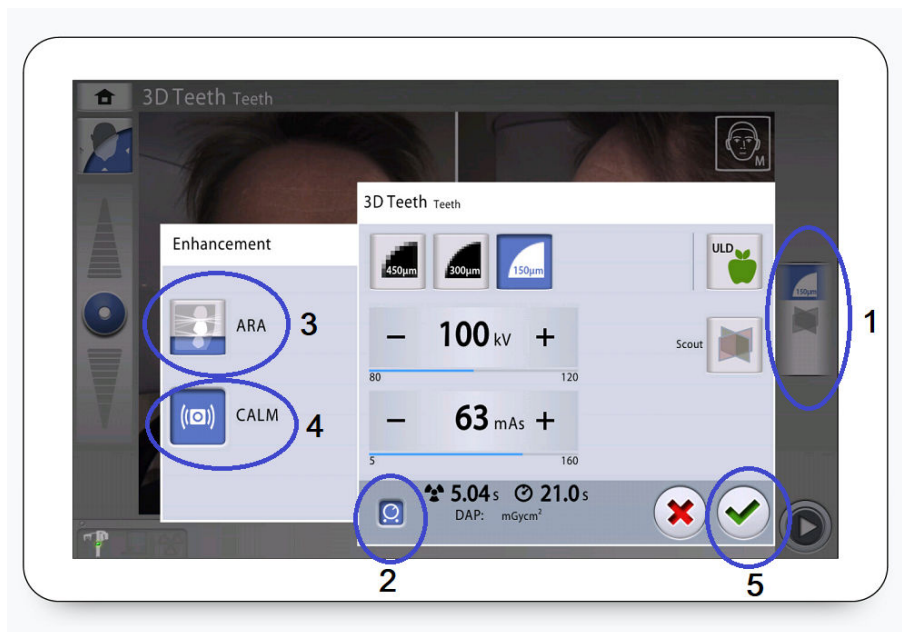 3D Teeth Teeth
M
3D Teeth Teeth
Enhancement
450µm 300µm 150µm ULD
150µm
1
ARA 3
100 kV
Scout
80 120
CALM 4
63 mAs
5 160
5.04 s 21.0 s
DAP: mGycm²
2 5